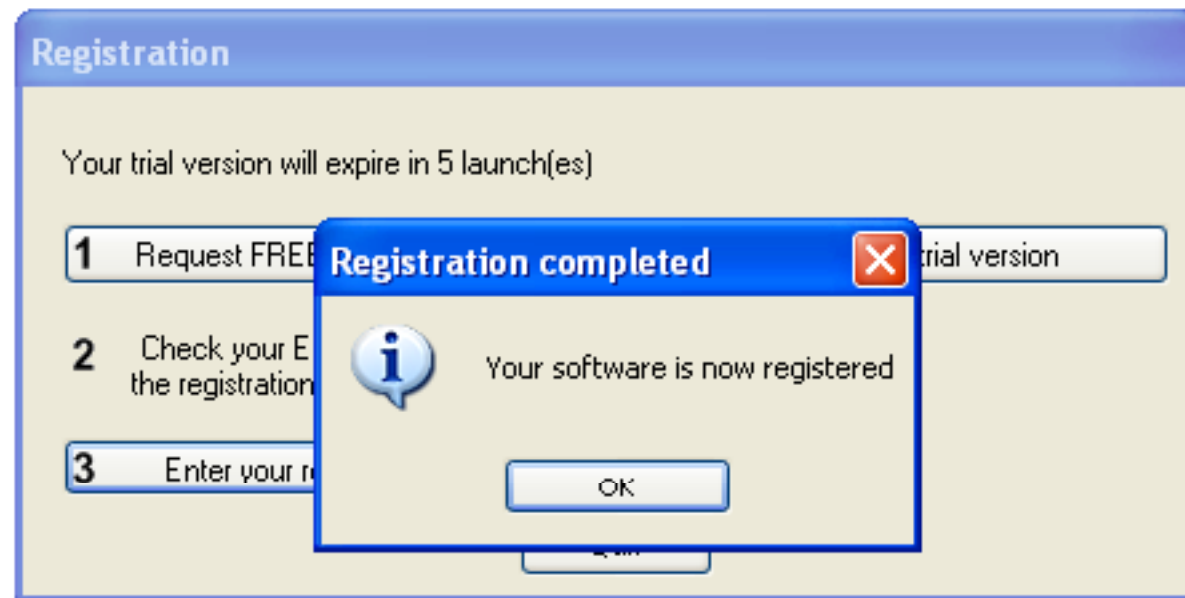 Registration
Your trial version will expire in 5 launch(es)
1 Request FREE
trial version
2 Check your E
the registration
3 Enter your r
Registration completed
Your software is now registered
OK